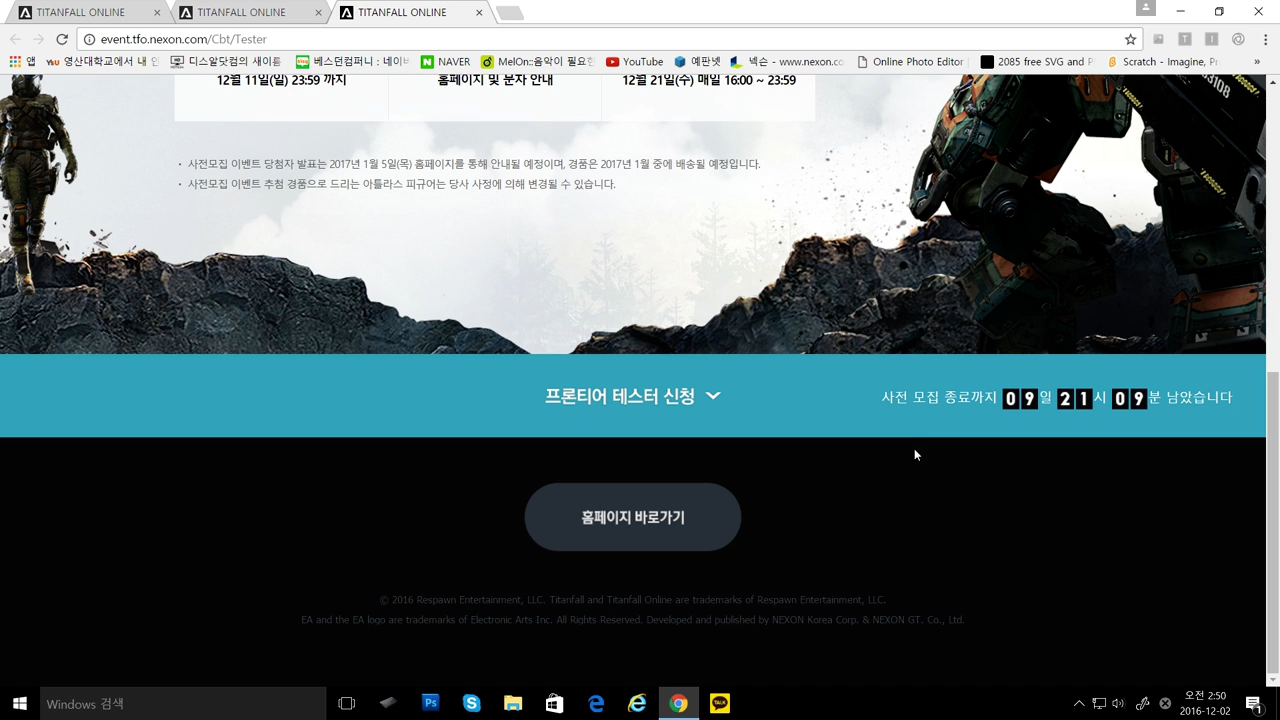 TITANFALL ONLINE
TITANFALL ONLINE
TITANFALL ONLINE
event.tfo.nexon.com/Cbt/Tester
앱
영산대학교에서 내 인
디스알닷컴의 새이름
베스던컴퍼니 : 네이버
NAVER
MelOn::음악이 필요한
YouTube
예판넷
넥슨 - www.nexon.co
Online Photo Editor
2085 free SVG and P
Scratch - Imagine, Pr
»
12월 11일(일) 23:59 까지
홈페이지 및 문자 안내
12월 21일(수) 매일 16:00 ~ 23:59
03108
· 사전모집 이벤트 당첨자 발표는 2017년 1월 5일(목) 홈페이지를 통해 안내될 예정이며, 경품은 2017년 1월 중에 배송될 예정입니다.
· 사전모집 이벤트 추첨 경품으로 드리는 아틀라스 피규어는 당사 사정에 의해 변경될 수 있습니다.
프론티어 테스터 신청
사전 모집 종료까지 09일 21시 09분 남았습니다
홈페이지 바로가기
© 2016 Respawn Entertainment, LLC. Titanfall and Titanfall Online are trademarks of Respawn Entertainment, LLC.
EA and the EA logo are trademarks of Electronic Arts Inc. All Rights Reserved. Developed and published by NEXON Korea Corp. & NEXON GT. Co., Ltd.
Windows 검색
Ps
TALK
오전 2:50
2016-12-02
1